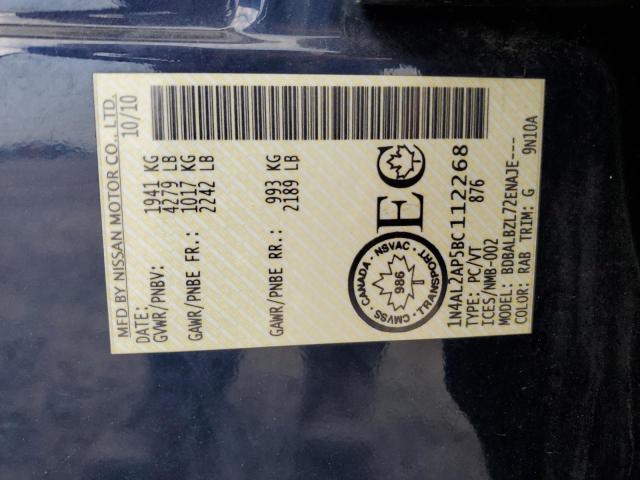 MFD BY NISSAN MOTOR CO.,LTD.
DATE: 10/10
GVWR/PNBV: 1941 KG
4279 LB
GAWR/PNBE FR.: 1017 KG
2242 LB
GAWR/PNBE RR.: 993 KG
2189 LB
CANADA - NSVAC - TRANSPORT - CMVSS
986
EC
1N4AL2AP5BC112268
TYPE: PC/VT 876
ICES/NMB-002
MODEL: BDBALBZL72ENAJE----
COLOR: RAB TRIM: G 9N10A